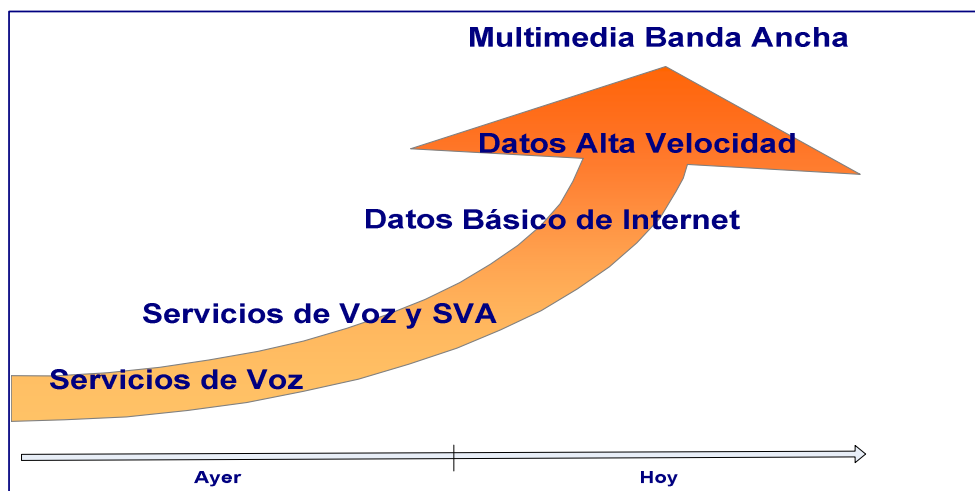 Multimedia Banda Ancha
Datos Alta Velocidad
Datos Básico de Internet
Servicios de Voz y SVA
Servicios de Voz
Ayer
Hoy